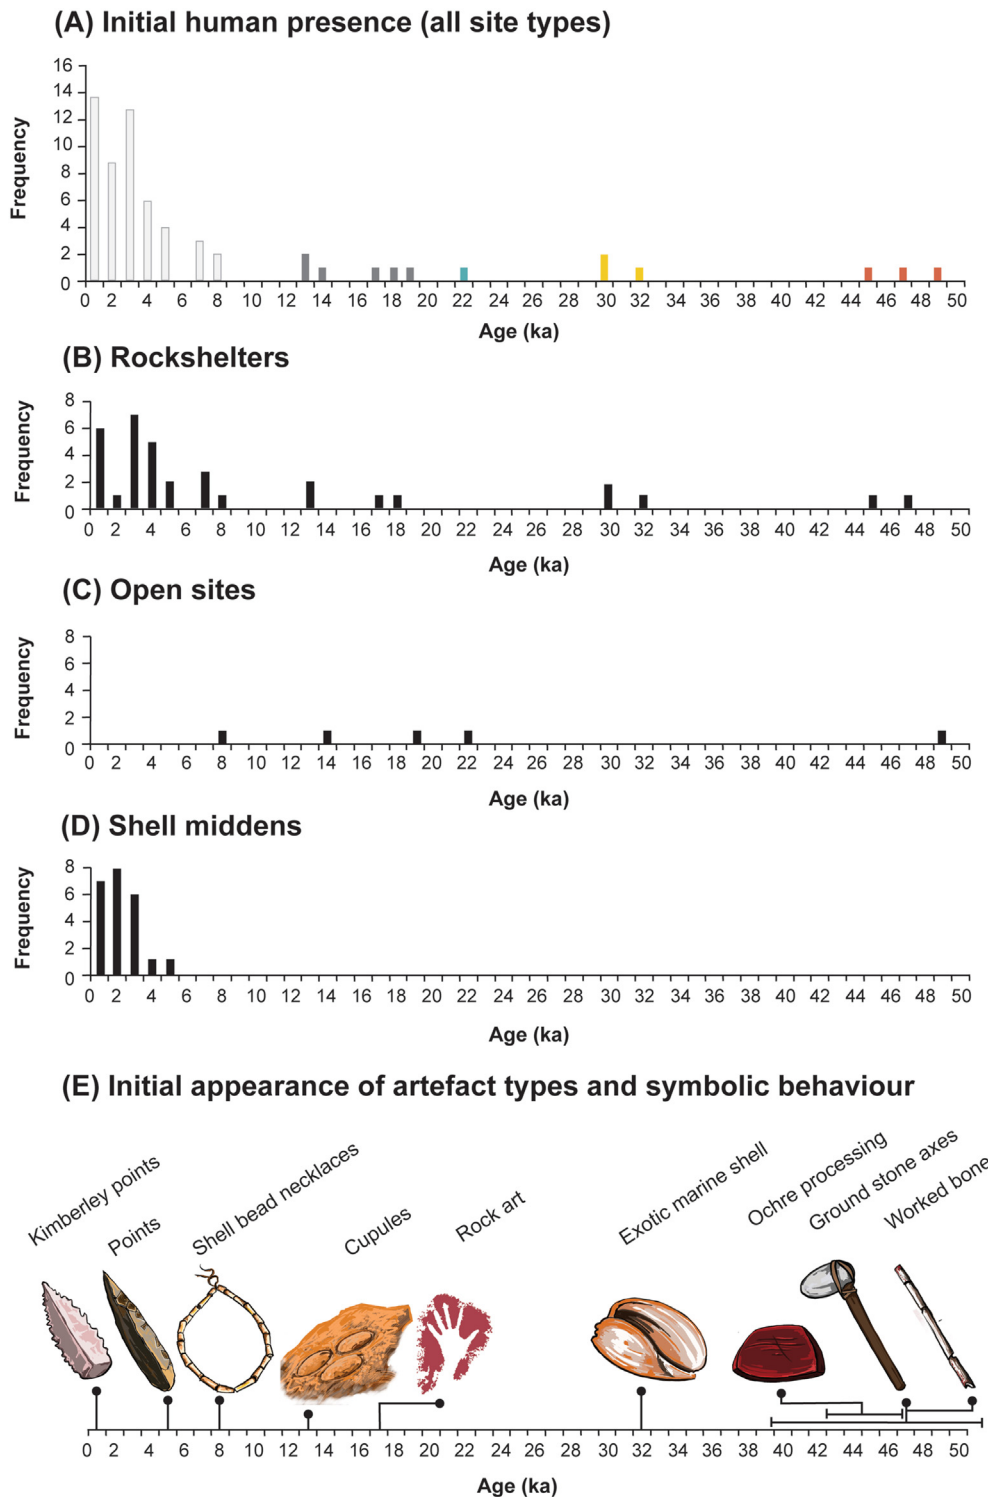 (A) Initial human presence (all site types)
16
14
12
10
8
6
4
2
0
Frequency
0 2 4 6 8 10 12 14 16 18 20 22 24 26 28 30 32 34 36 38 40 42 44 46 48 50
Age (ka)
(B) Rockshelters
8
6
4
2
0
Frequency
0 2 4 6 8 10 12 14 16 18 20 22 24 26 28 30 32 34 36 38 40 42 44 46 48 50
Age (ka)
(C) Open sites
8
6
4
2
0
Frequency
0 2 4 6 8 10 12 14 16 18 20 22 24 26 28 30 32 34 36 38 40 42 44 46 48 50
Age (ka)
(D) Shell middens
8
6
4
2
0
Frequency
0 2 4 6 8 10 12 14 16 18 20 22 24 26 28 30 32 34 36 38 40 42 44 46 48 50
Age (ka)
(E) Initial appearance of artefact types and symbolic behaviour
Kimberley points
Points
Shell bead necklaces
Cupules
Rock art
Exotic marine shell
Ochre processing
Ground stone axes
Worked bone
0 2 4 6 8 10 12 14 16 18 20 22 24 26 28 30 32 34 36 38 40 42 44 46 48 50
Age (ka)